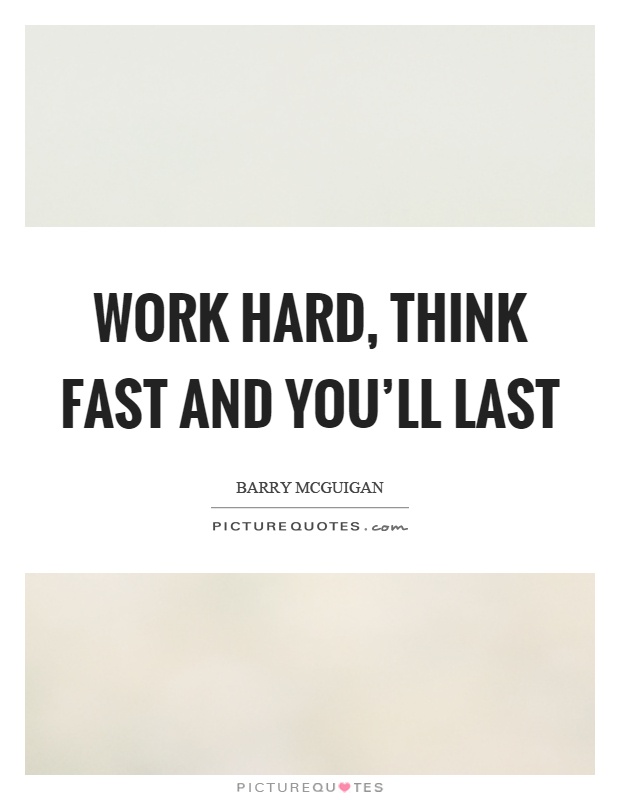 WORK HARD, THINK
FAST AND YOU'LL LAST
BARRY MCGUIGAN
PICTUREQUOTES.com
PICTUREQUOTES